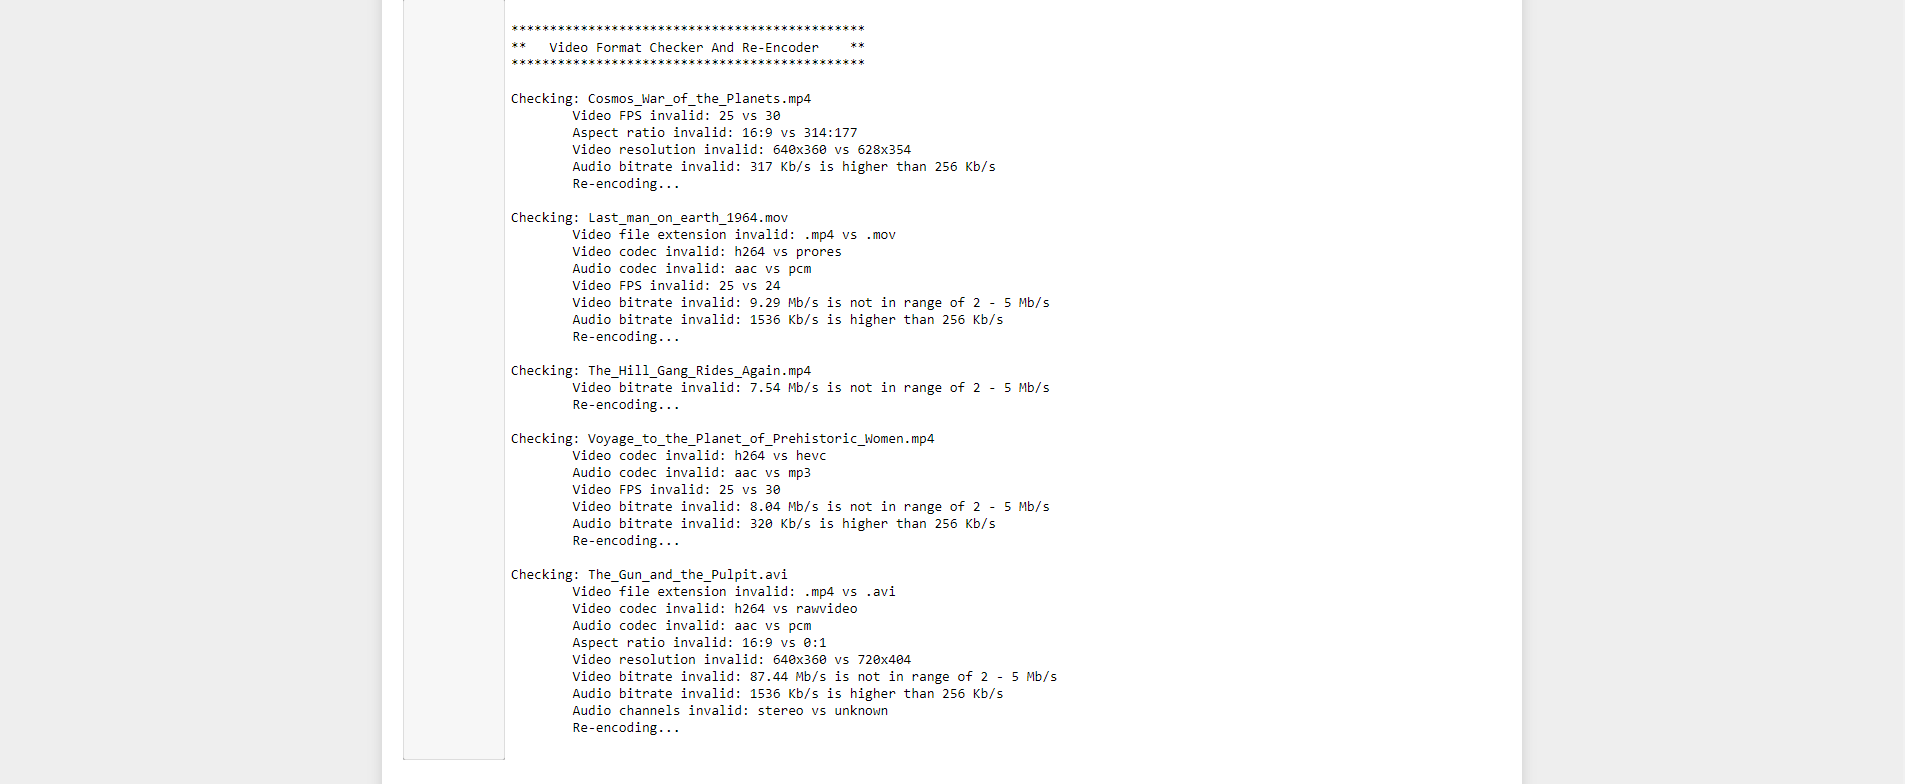 **********************************************
**   Video Format Checker And Re-Encoder    **
**********************************************
Checking: Cosmos_War_of_the_Planets.mp4
Video FPS invalid: 25 vs 30
Aspect ratio invalid: 16:9 vs 314:177
Video resolution invalid: 640x360 vs 628x354
Audio bitrate invalid: 317 Kb/s is higher than 256 Kb/s
Re-encoding...
Checking: Last_man_on_earth_1964.mov
Video file extension invalid: .mp4 vs .mov
Video codec invalid: h264 vs prores
Audio codec invalid: aac vs pcm
Video FPS invalid: 25 vs 24
Video bitrate invalid: 9.29 Mb/s is not in range of 2 - 5 Mb/s
Audio bitrate invalid: 1536 Kb/s is higher than 256 Kb/s
Re-encoding...
Checking: The_Hill_Gang_Rides_Again.mp4
Video bitrate invalid: 7.54 Mb/s is not in range of 2 - 5 Mb/s
Re-encoding...
Checking: Voyage_to_the_Planet_of_Prehistoric_Women.mp4
Video codec invalid: h264 vs hevc
Audio codec invalid: aac vs mp3
Video FPS invalid: 25 vs 30
Video bitrate invalid: 8.04 Mb/s is not in range of 2 - 5 Mb/s
Audio bitrate invalid: 320 Kb/s is higher than 256 Kb/s
Re-encoding...
Checking: The_Gun_and_the_Pulpit.avi
Video file extension invalid: .mp4 vs .avi
Video codec invalid: h264 vs rawvideo
Audio codec invalid: aac vs pcm
Aspect ratio invalid: 16:9 vs 0:1
Video resolution invalid: 640x360 vs 720x404
Video bitrate invalid: 87.44 Mb/s is not in range of 2 - 5 Mb/s
Audio bitrate invalid: 1536 Kb/s is higher than 256 Kb/s
Audio channels invalid: stereo vs unknown
Re-encoding...